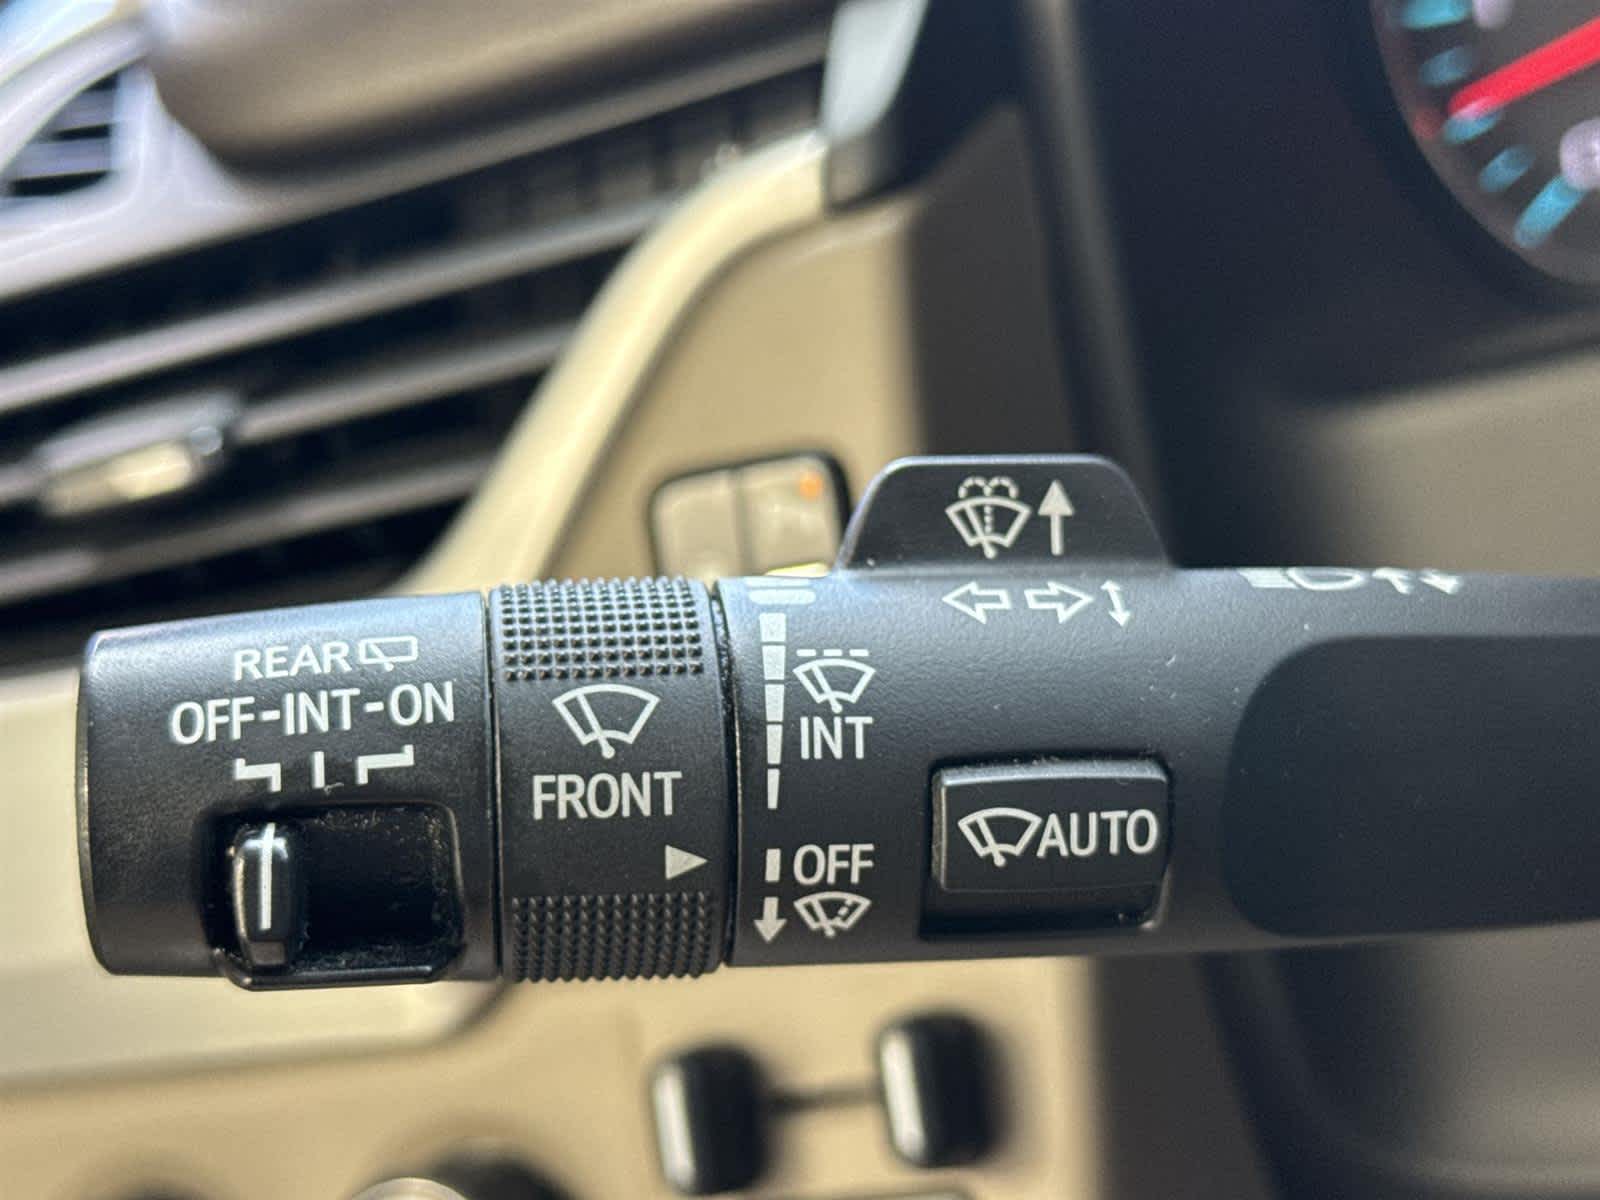 REAR
OFF-INT-ON
FRONT
INT
OFF
AUTO